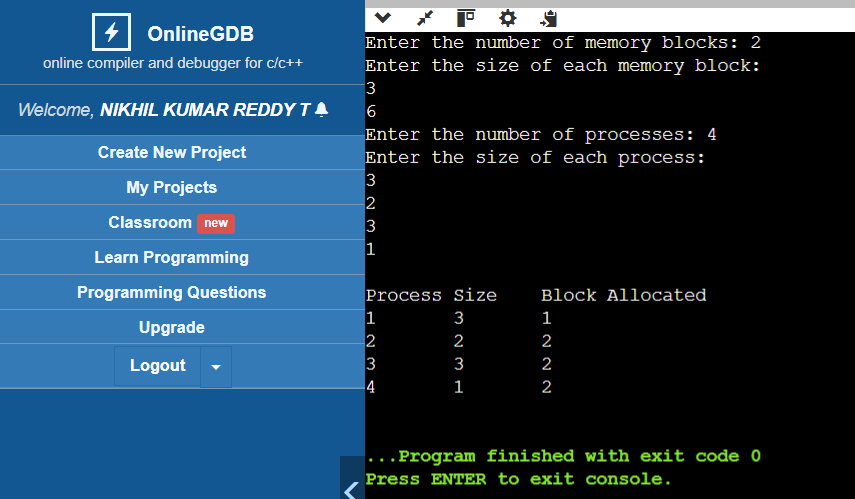 OnlineGDB
online compiler and debugger for c/c++
Welcome, NIKHIL KUMAR REDDY T
Create New Project
My Projects
Classroom new
Learn Programming
Programming Questions
Upgrade
Logout
Enter the number of memory blocks: 2
Enter the size of each memory block:
3
6
Enter the number of processes: 4
Enter the size of each process:
3
2
3
1
Process Size    Block Allocated
1       3       1
2       2       2
3       3       2
4       1       2
...Program finished with exit code 0
Press ENTER to exit console.